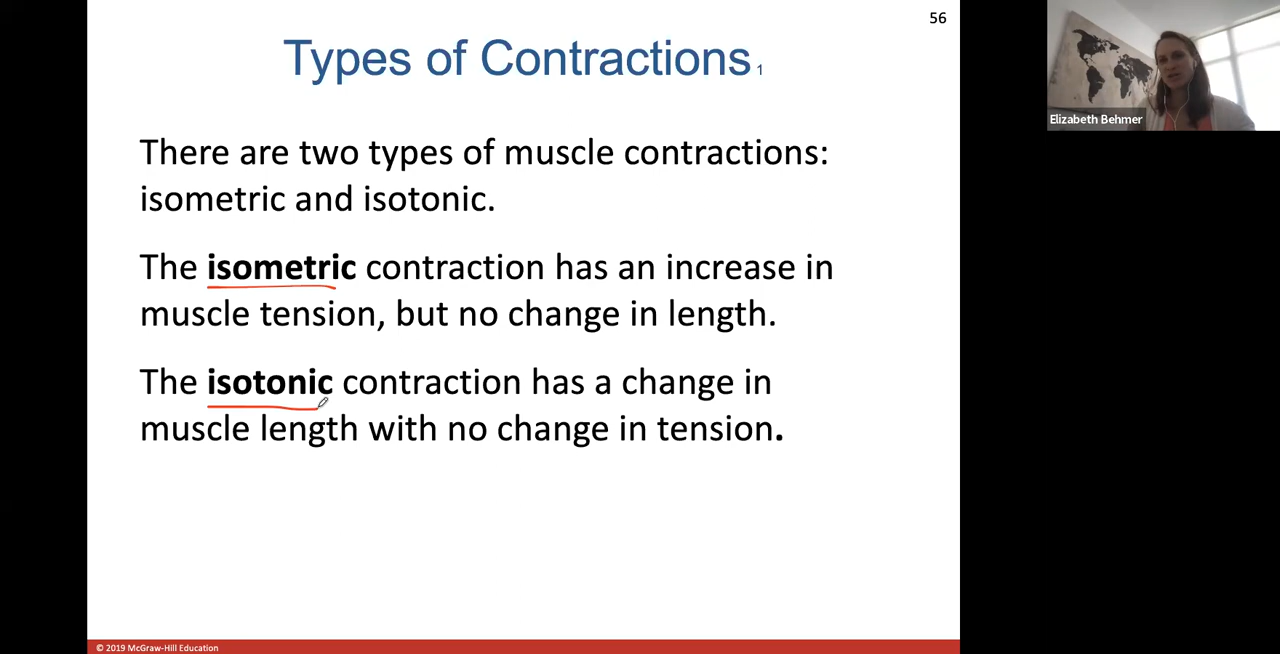 56
Types of Contractions 1
There are two types of muscle contractions:
isometric and isotonic.
The isometric contraction has an increase in
muscle tension, but no change in length.
The isotonic contraction has a change in
muscle length with no change in tension.
© 2019 McGraw-Hill Education
Elizabeth Behmer